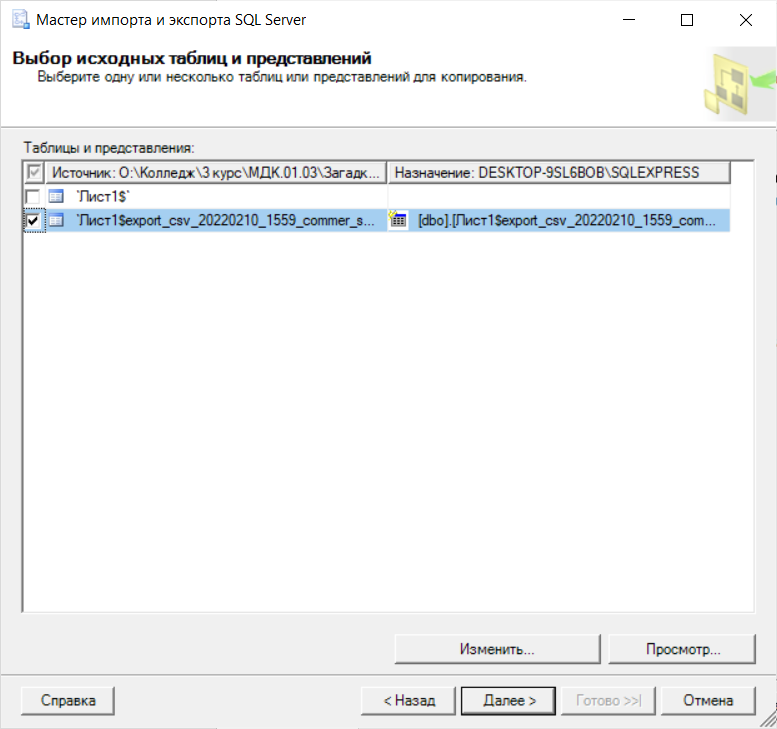 Мастер импорта и экспорта SQL Server
Выбор исходных таблиц и представлений
Выберите одну или несколько таблиц или представлений для копирования.
Таблицы и представления:
Источник: O:\Колледж\3 курс\МДК.01.03\Загадк... Назначение: DESKTOP-9SL6BOB\SQLEXPRESS
`Лист1$`
`Лист1$export_csv_20220210_1559_commer_s... [dbo].[Лист1$export_csv_20220210_1559_com...
Изменить... Просмотр...
Справка < Назад Далее > Готово >>| Отмена